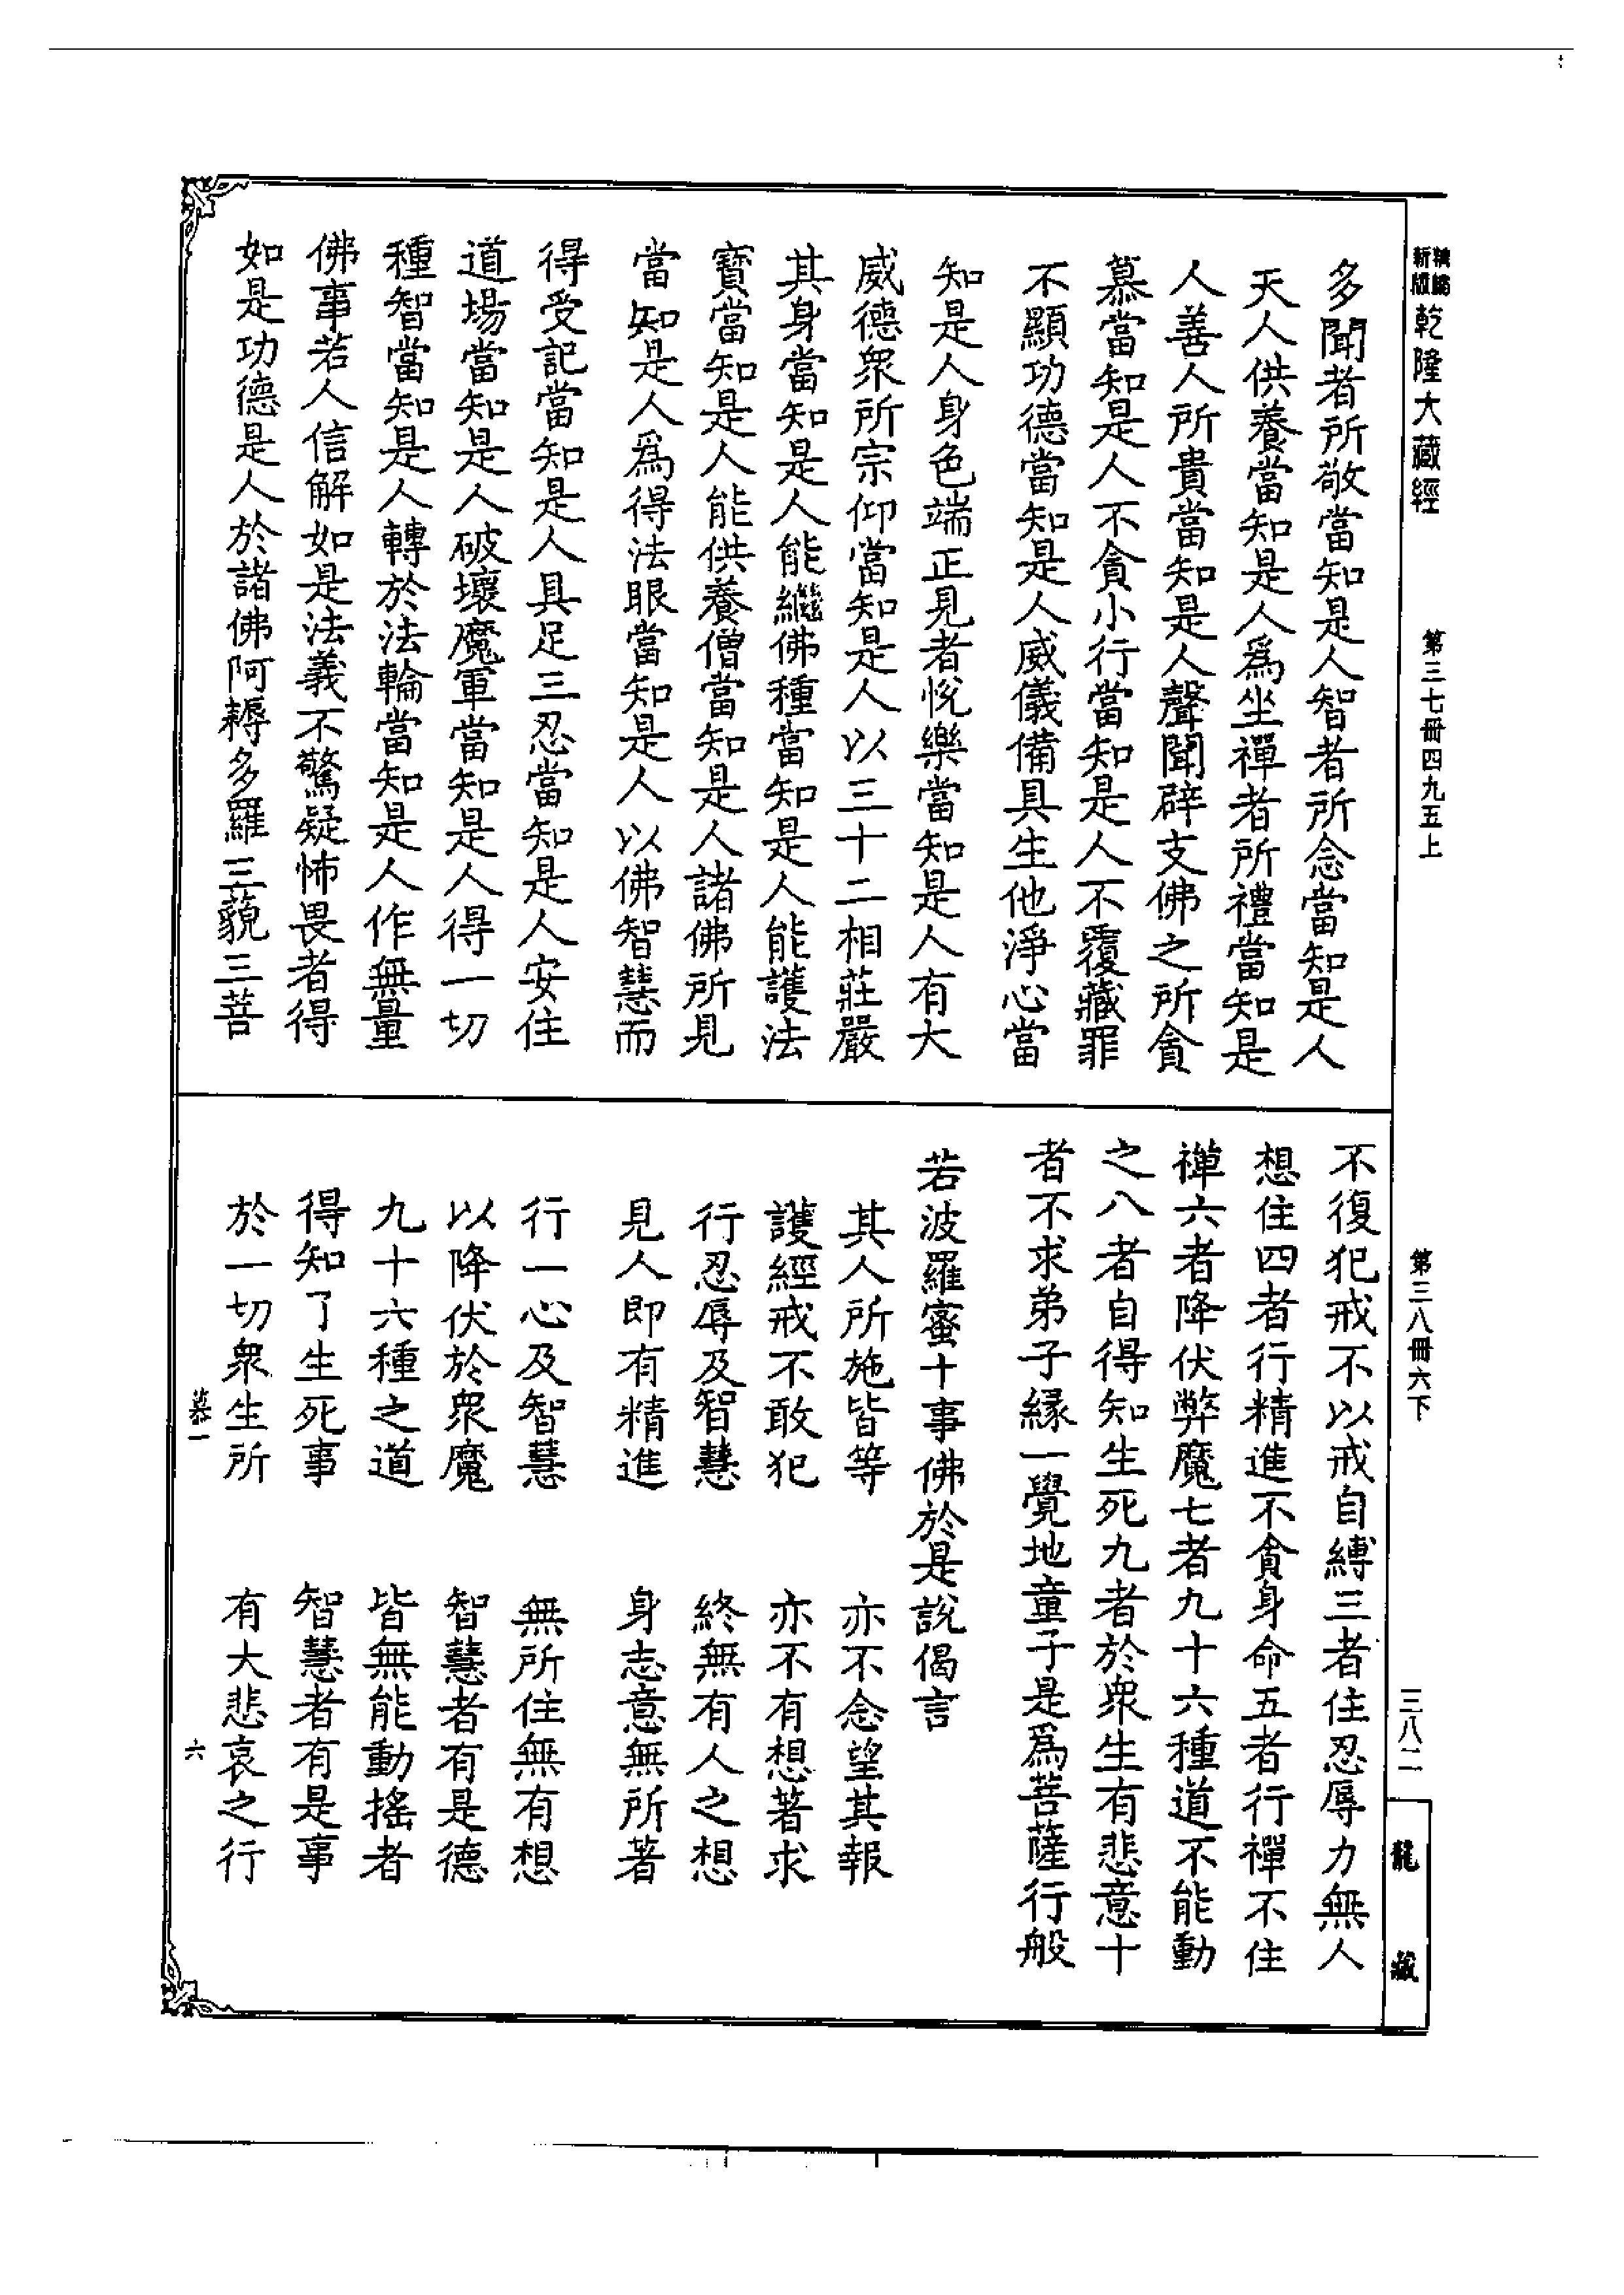 新版 精編 乾隆大藏經
第三七冊四九五上
第三八冊六下
三八二
龍藏
多聞者所敬當知是人智者所念當知是人
天人供養當知是人爲坐禪者所禮當知是
人善人所貴當知是人聲聞辟支佛之所貪
慕當知是人不貪小行當知是人不覆藏罪
不顯功德當知是人威儀備具生他淨心當
知是人身色端正見者悅樂當知是人有大
威德眾所宗仰當知是人以三十二相莊嚴
其身當知是人能繼佛種當知是人能護法
寶當知是人能供養僧當知是人諸佛所見
當知是人爲得法眼當知是人以佛智慧而
得受記當知是人具足三忍當知是人安住
道場當知是人破壞魔軍當知是人得一切
種智當知是人轉於法輪當知是人作無量
佛事若人信解如是法義不驚疑怖畏者得
如是功德是人於諸佛阿耨多羅三藐三菩
不復犯戒不以戒自縛三者住忍辱力無人
想住四者行精進不貪身命五者行禪不住
禪六者降伏弊魔七者九十六種道不能動
之八者自得知生死九者於眾生有悲意十
者不求弟子緣一覺地童子是爲菩薩行般
若波羅蜜十事佛於是說偈言
其人所施皆等 亦不念望其報
護經戒不敢犯 亦不有想著求
行忍辱及智慧 終無有人之想
見人即有精進 身志意無所著
行一心及智慧 無所住無有想
以降伏於眾魔 智慧者有是德
九十六種之道 皆無能動搖者
得知了生死事 智慧者有是事
於一切眾生所 有大悲哀之行
慕一 六